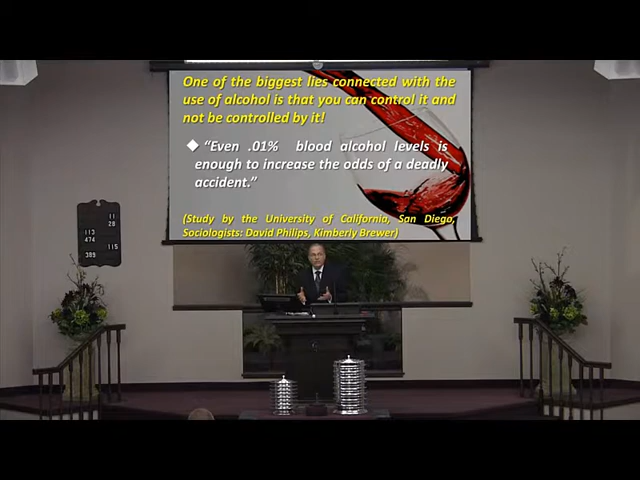 One of the biggest lies connected with the
use of alcohol is that you can control it and
not be controlled by it!
“Even .01% blood alcohol levels is
enough to increase the odds of a deadly
accident.”
(Study by the University of California, San Diego,
Sociologists: David Philips, Kimberly Brewer)
11
28
113
474
115
389